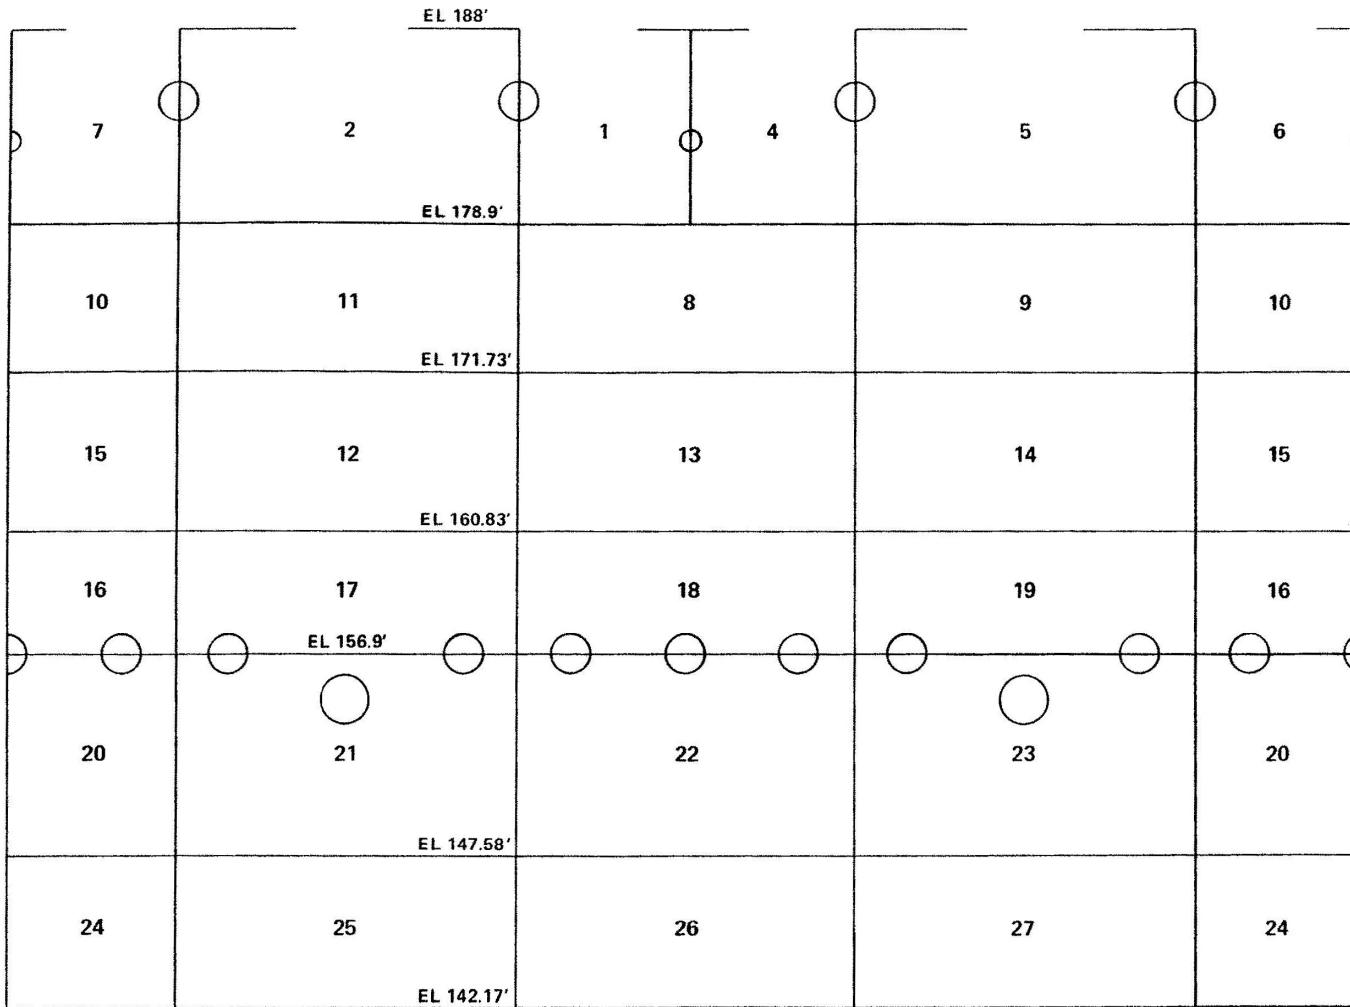 EL 188'
7 2 1 4 5 6
EL 178.9'
10 11 8 9 10
EL 171.73'
15 12 13 14 15
EL 160.83'
16 17 18 19 16
EL 156.9'
20 21 22 23 20
EL 147.58'
24 25 26 27 24
EL 142.17'